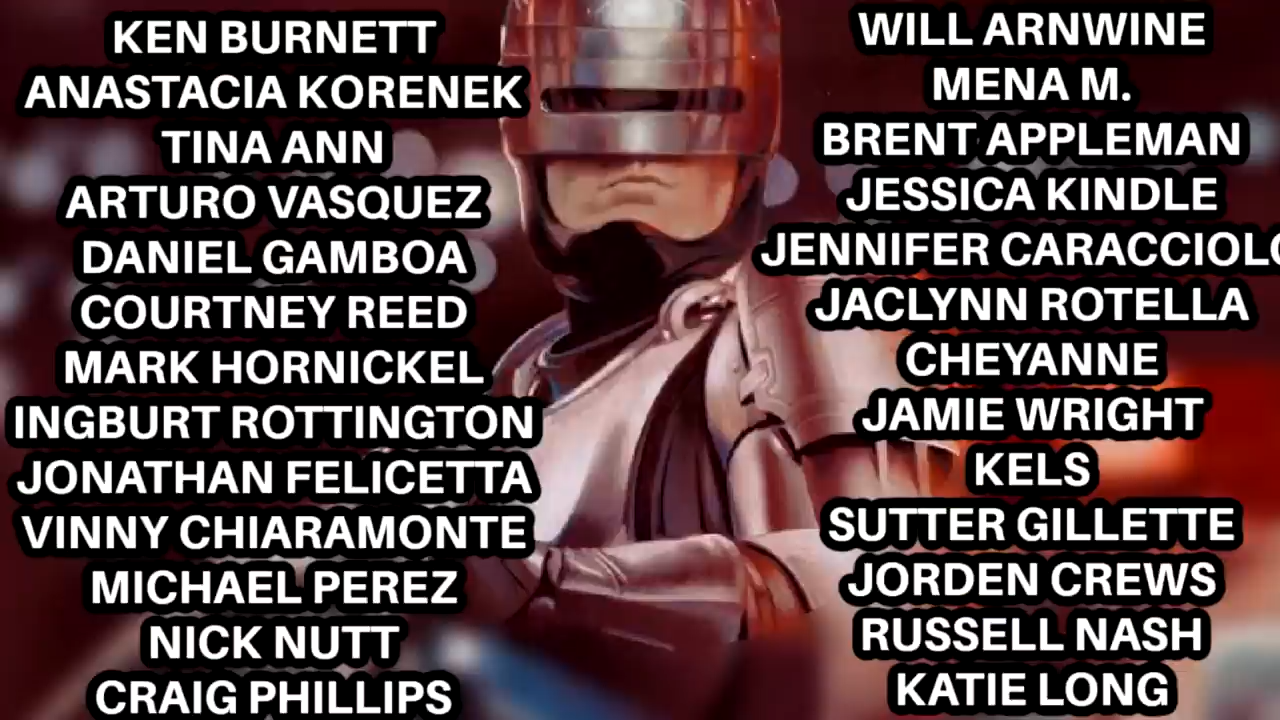 KEN BURNETT
ANASTACIA KORENEK
TINA ANN
ARTURO VASQUEZ
DANIEL GAMBOA
COURTNEY REED
MARK HORNICKEL
INGBURT ROTTINGTON
JONATHAN FELICETTA
VINNY CHIARAMONTE
MICHAEL PEREZ
NICK NUTT
CRAIG PHILLIPS
WILL ARNWINE
MENA M.
BRENT APPLEMAN
JESSICA KINDLE
JENNIFER CARACCIOLO
JACLYNN ROTELLA
CHEYANNE
JAMIE WRIGHT
KELS
SUTTER GILLETTE
JORDEN CREWS
RUSSELL NASH
KATIE LONG